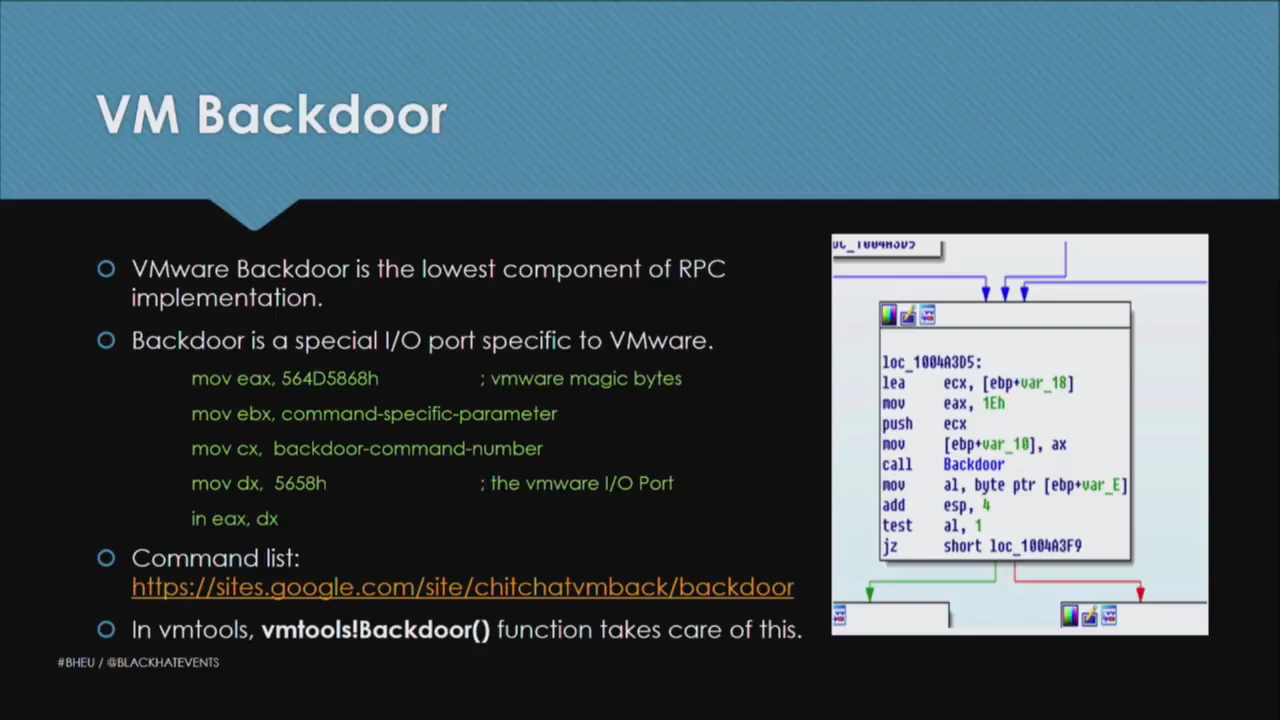 VM Backdoor
VMware Backdoor is the lowest component of RPC
implementation.
Backdoor is a special I/O port specific to VMware.
mov eax, 564D5868h ; vmware magic bytes
mov ebx, command-specific-parameter
mov cx, backdoor-command-number
mov dx, 5658h ; the vmware I/O Port
in eax, dx
Command list:
https://sites.google.com/site/chitchatvmback/backdoor
In vmtools, vmtools!Backdoor() function takes care of this.
#BHEU / @BLACKHATEVENTS
loc_1004A3D5
loc_1004A3D5:
lea ecx, [ebp+var_18]
mov eax, 1Eh
push ecx
mov [ebp+var_10], ax
call Backdoor
mov al, byte ptr [ebp+var_E]
add esp, 4
test al, 1
jz short loc_1004A3F9